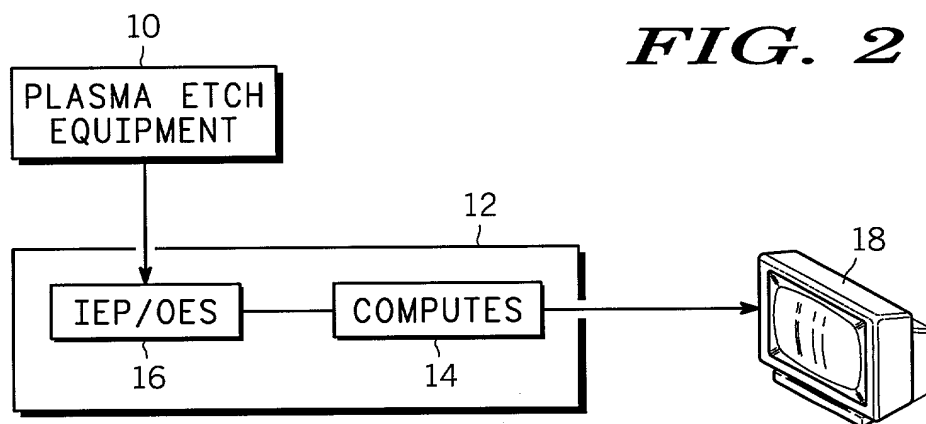 10
FIG. 2
PLASMA ETCH
EQUIPMENT
12
18
IEP/OES
COMPUTES
16
14